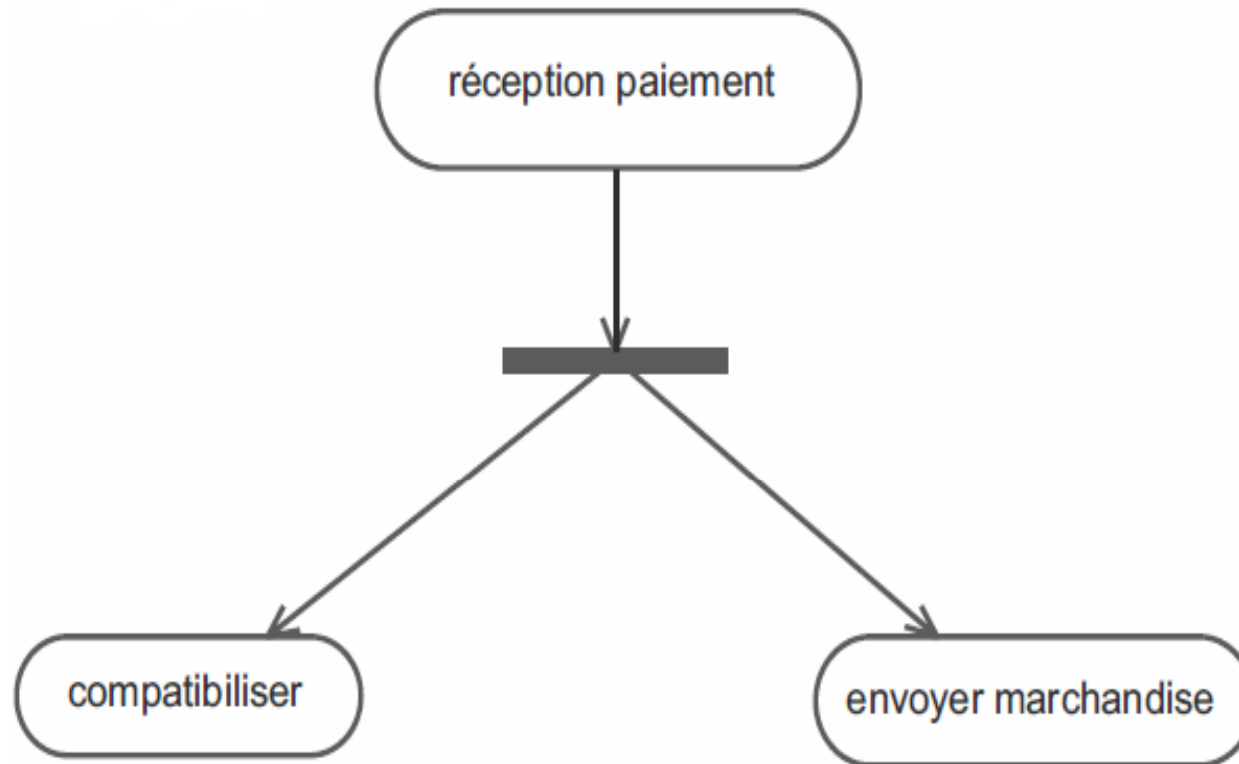 réception paiement
compatibiliser
envoyer marchandise